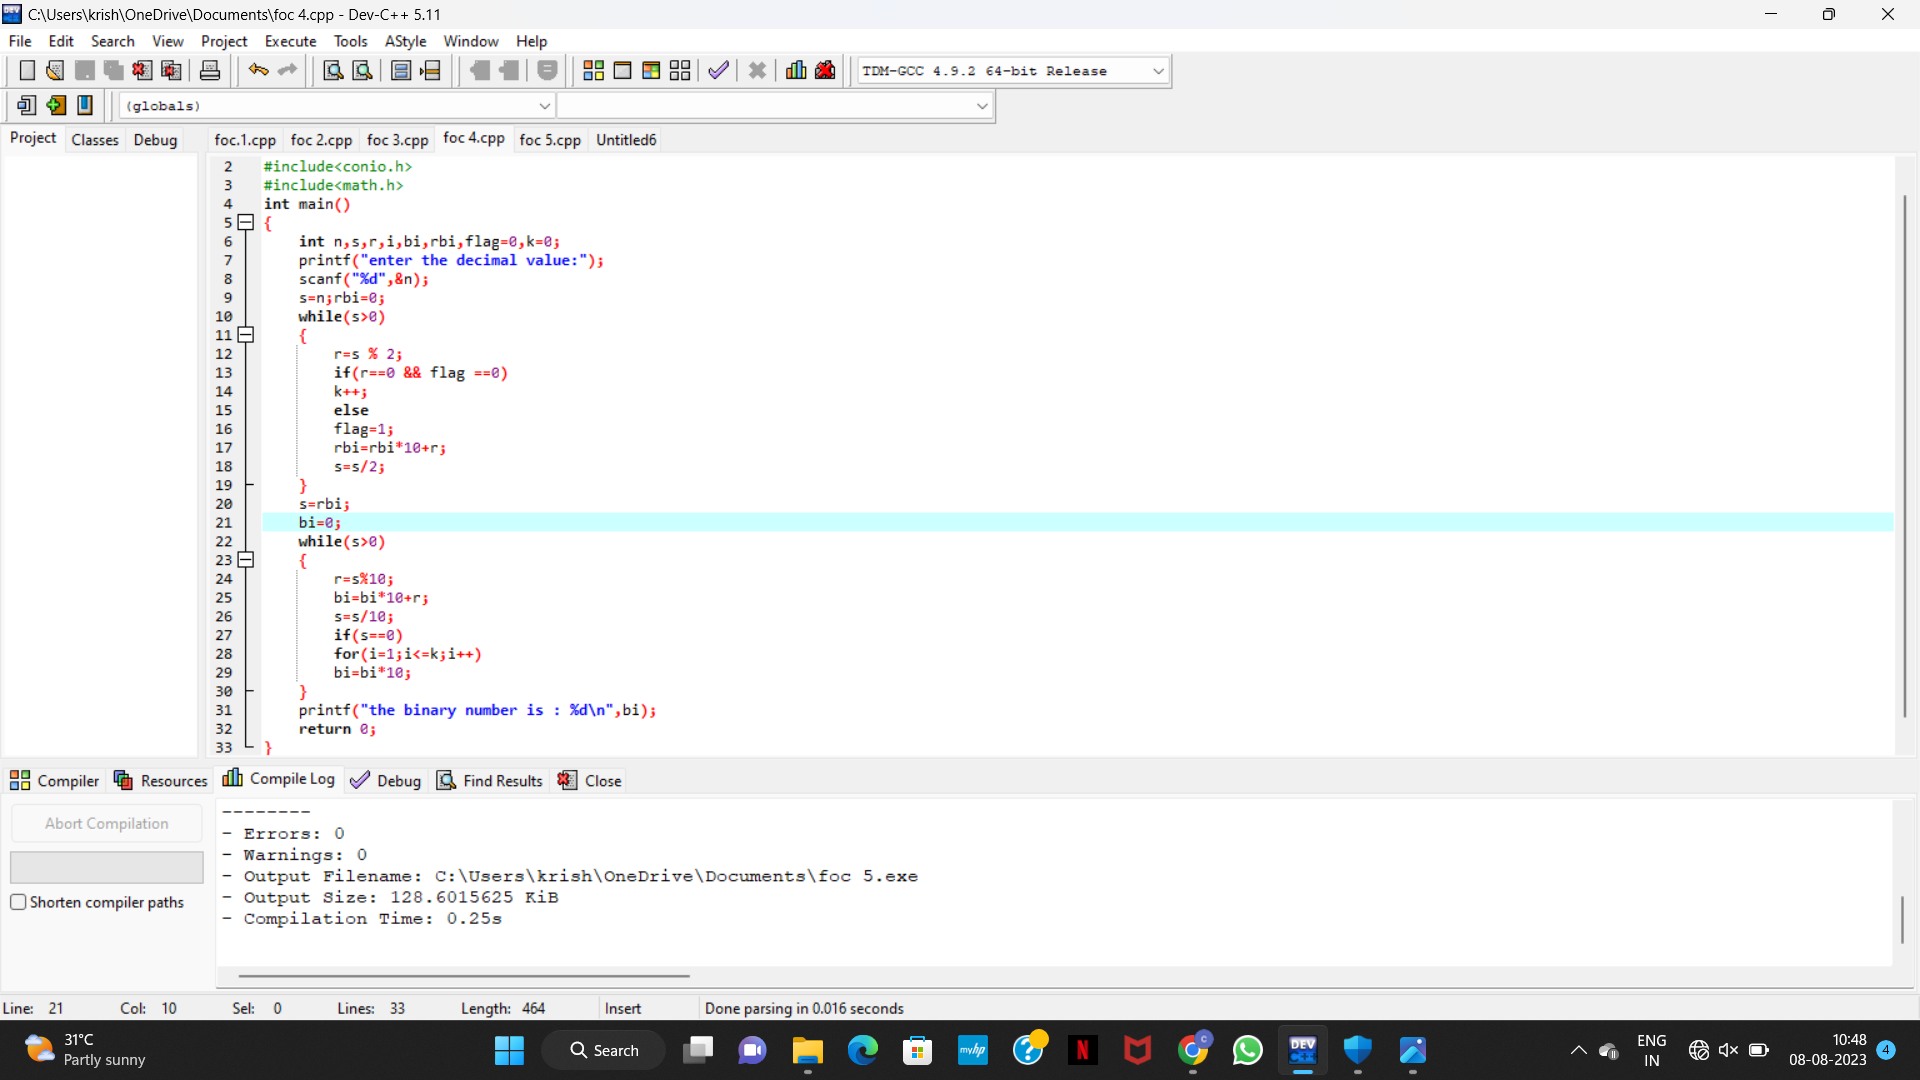 C:\Users\krish\OneDrive\Documents\foc 4.cpp - Dev-C++ 5.11
File Edit Search View Project Execute Tools AStyle Window Help
TDM-GCC 4.9.2 64-bit Release
(globals)
Project Classes Debug foc.1.cpp foc 2.cpp foc 3.cpp foc 4.cpp foc 5.cpp Untitled6
2 #include<conio.h>
3 #include<math.h>
4 int main()
5 {
6 int n,s,r,i,bi,rbi,flag=0,k=0;
7 printf("enter the decimal value:");
8 scanf("%d",&n);
9 s=n;rbi=0;
10 while(s>0)
11 {
12 r=s % 2;
13 if(r==0 && flag ==0)
14 k++;
15 else
16 flag=1;
17 rbi=rbi*10+r;
18 s=s/2;
19 }
20 s=rbi;
21 bi=0;
22 while(s>0)
23 {
24 r=s%10;
25 bi=bi*10+r;
26 s=s/10;
27 if(s==0)
28 for(i=1;i<=k;i++)
29 bi=bi*10;
30 }
31 printf("the binary number is : %d\n",bi);
32 return 0;
33 }
Compiler Resources Compile Log Debug Find Results Close
Abort Compilation
Shorten compiler paths
--------
- Errors: 0
- Warnings: 0
- Output Filename: C:\Users\krish\OneDrive\Documents\foc 5.exe
- Output Size: 128.6015625 KiB
- Compilation Time: 0.25s
Line: 21 Col: 10 Sel: 0 Lines: 33 Length: 464 Insert Done parsing in 0.016 seconds
31°C
Partly sunny
Search
myhp
N
C
DEV
C++
ENG
IN
10:48
08-08-2023
4